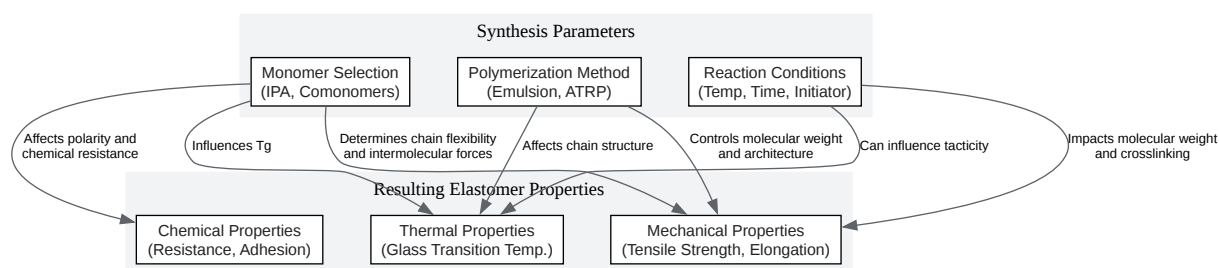 Synthesis Parameters
Monomer Selection
(IPA, Comonomers)
Polymerization Method
(Emulsion, ATRP)
Reaction Conditions
(Temp, Time, Initiator)
Affects polarity and
chemical resistance
Influences Tg
Determines chain flexibility
and intermolecular forces
Affects chain structure
Controls molecular weight
and architecture
Can influence tacticity
Impacts molecular weight
and crosslinking
Resulting Elastomer Properties
Chemical Properties
(Resistance, Adhesion)
Thermal Properties
(Glass Transition Temp.)
Mechanical Properties
(Tensile Strength, Elongation)